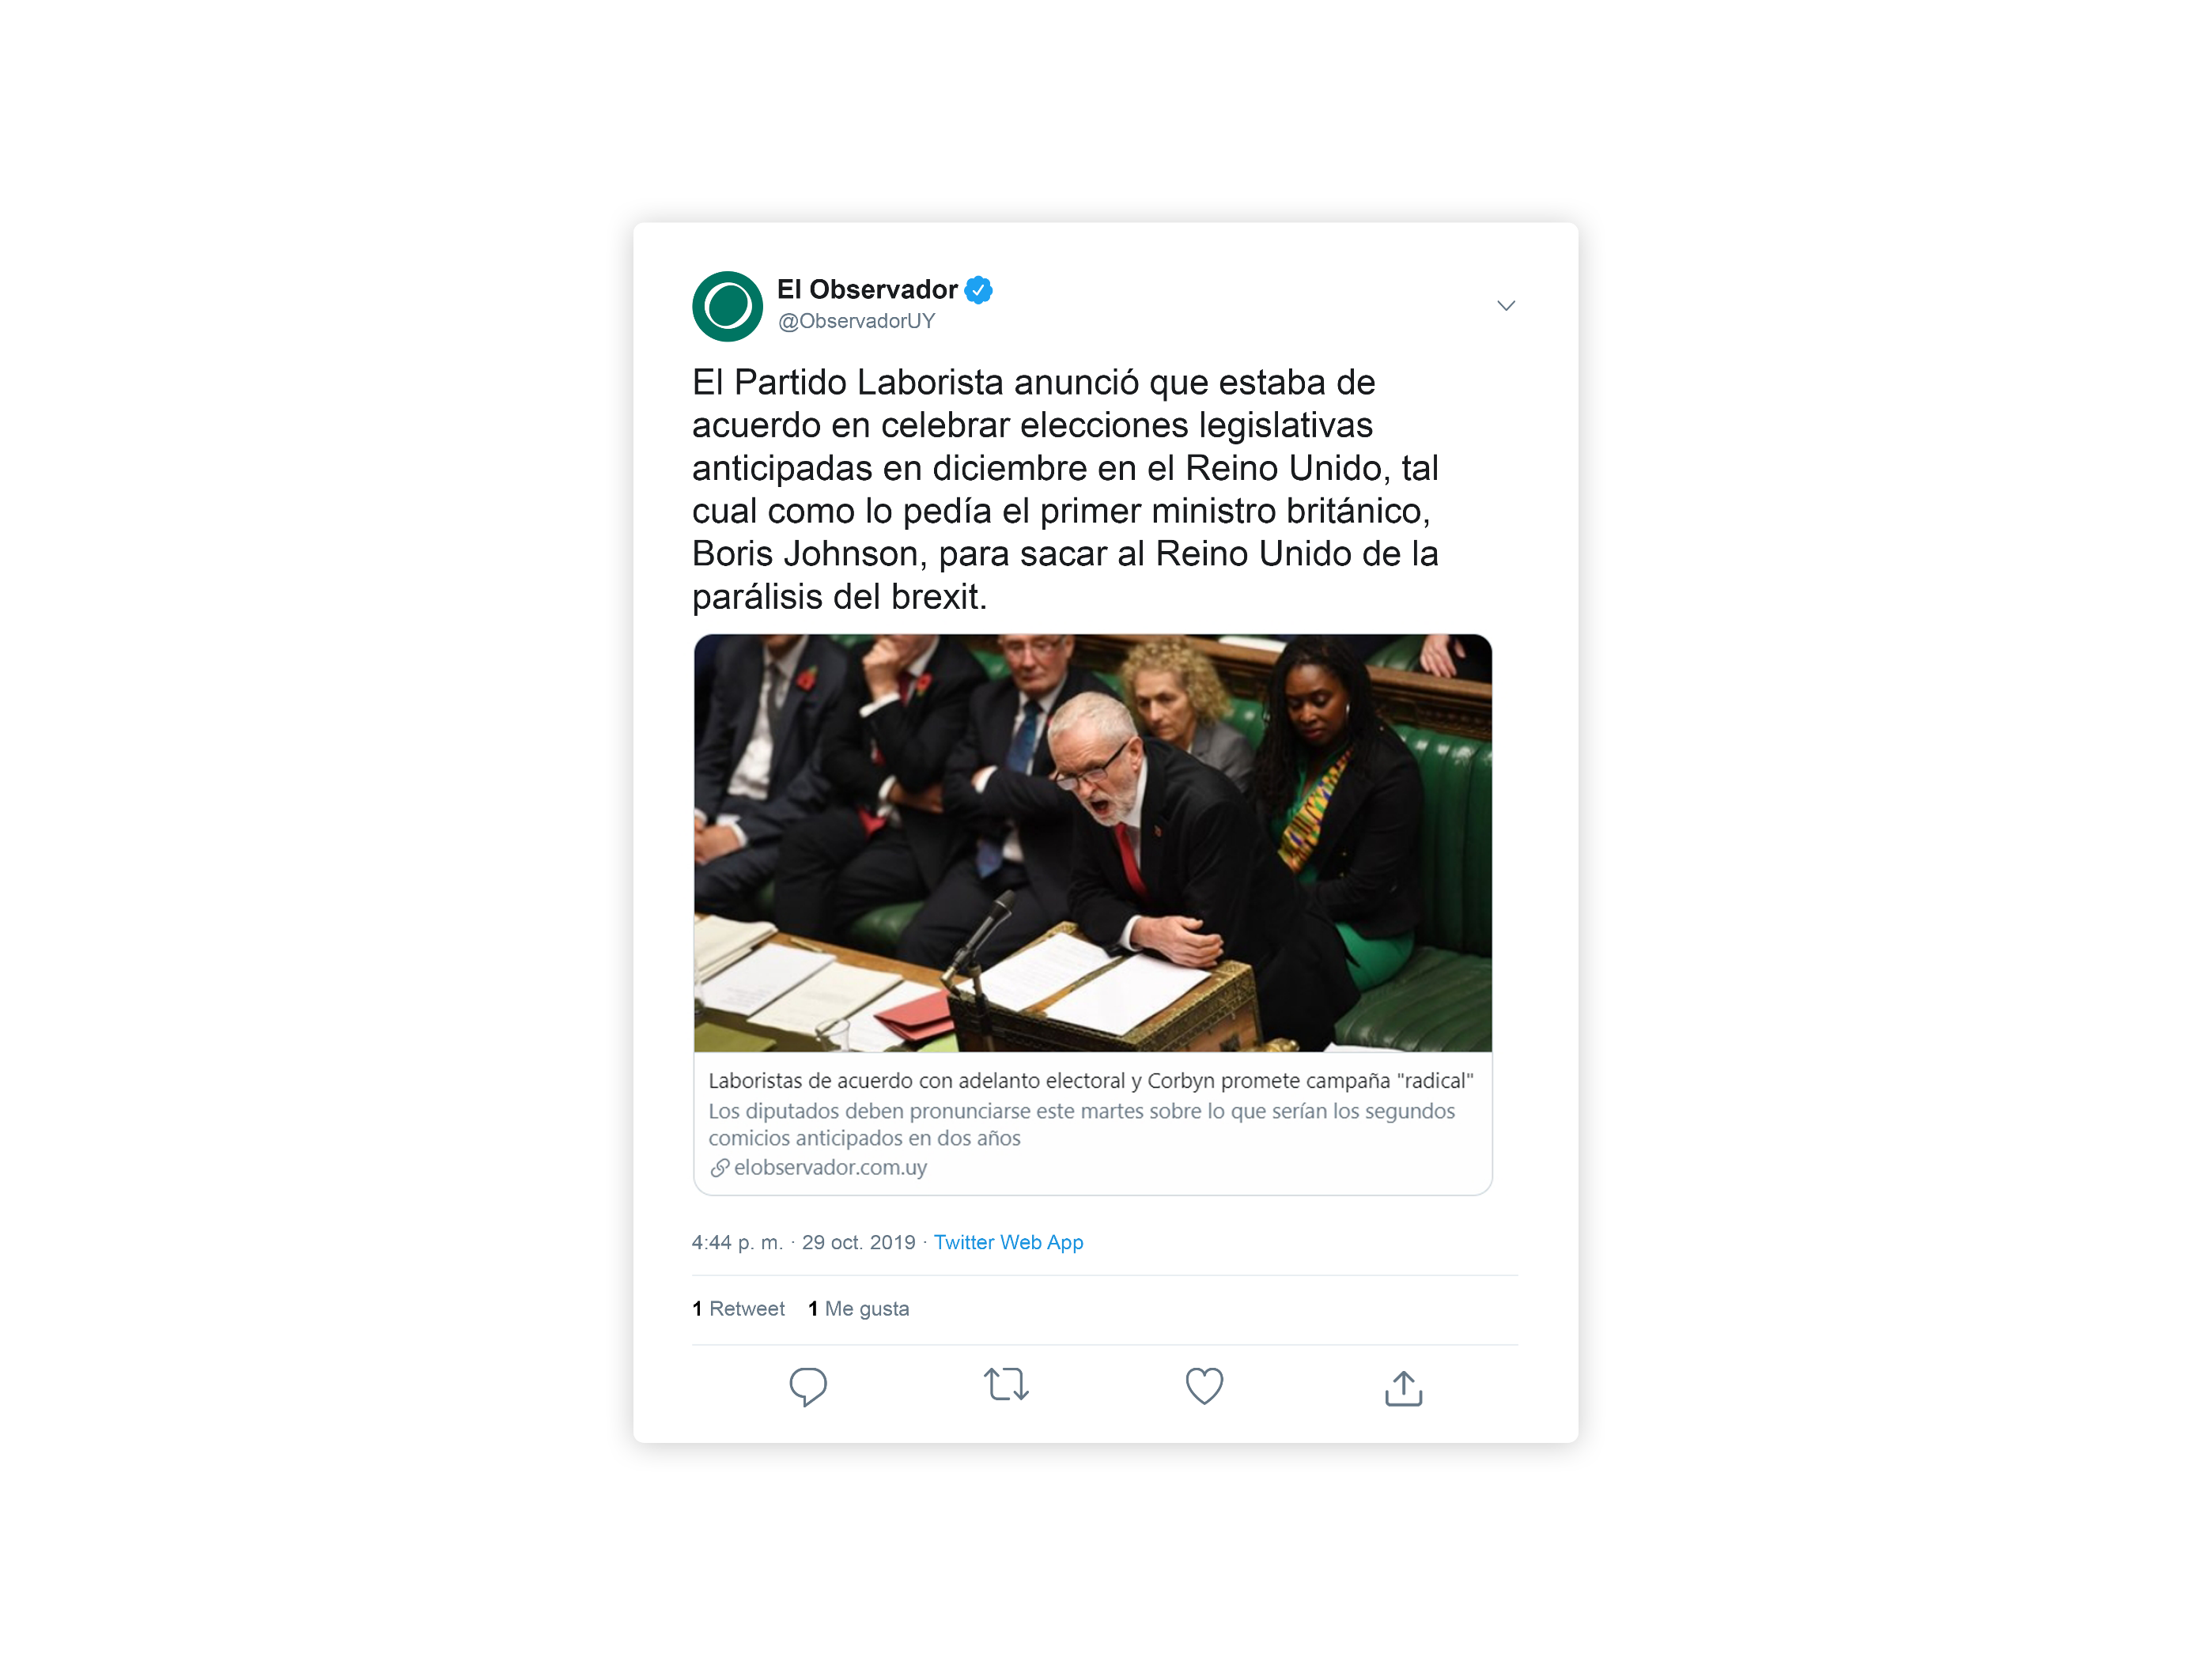 El Observador
@ObservadorUY
El Partido Laborista anunció que estaba de
acuerdo en celebrar elecciones legislativas
anticipadas en diciembre en el Reino Unido, tal
cual como lo pedía el primer ministro británico,
Boris Johnson, para sacar al Reino Unido de la
parálisis del brexit.
Laboristas de acuerdo con adelanto electoral y Corbyn promete campaña "radical"
Los diputados deben pronunciarse este martes sobre lo que serían los segundos
comicios anticipados en dos años
elobservador.com.uy
4:44 p. m. · 29 oct. 2019 · Twitter Web App
1 Retweet 1 Me gusta